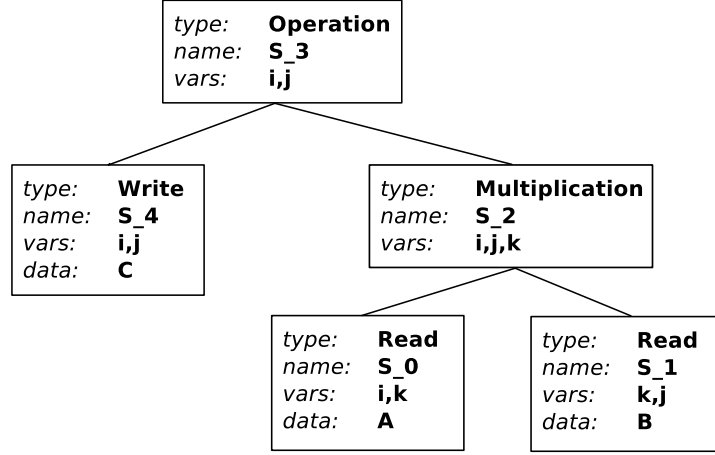 type: Operation
name: S_3
vars: i,j
type: Write
name: S_4
vars: i,j
data: C
type: Multiplication
name: S_2
vars: i,j,k
type: Read
name: S_0
vars: i,k
data: A
type: Read
name: S_1
vars: k,j
data: B